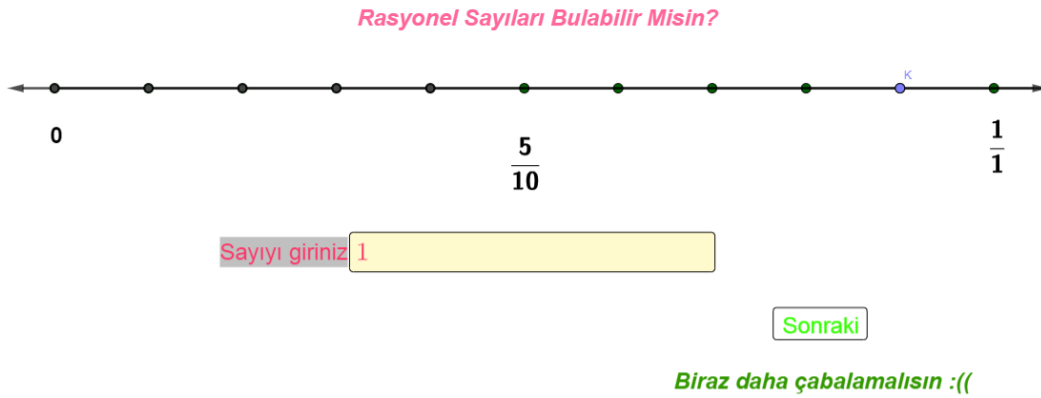 Rasyonel Sayıları Bulabilir Misin?
K
0
5
10
1
1
Sayıyı giriniz 1
Sonraki
Biraz daha çabalamalısın :((